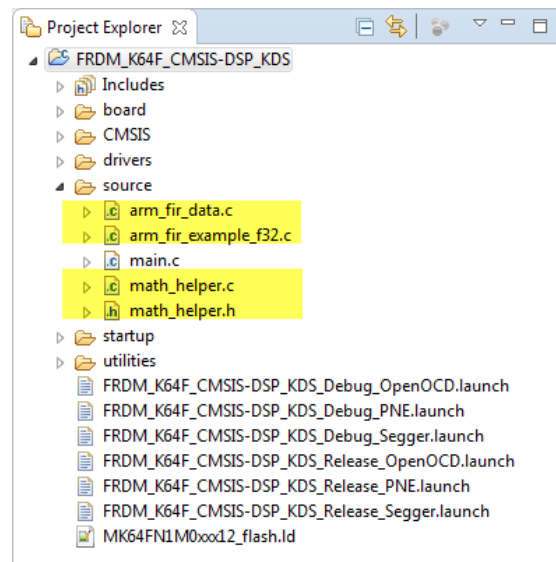 Project Explorer
FRDM_K64F_CMSIS-DSP_KDS
Includes
board
CMSIS
drivers
source
arm_fir_data.c
arm_fir_example_f32.c
main.c
math_helper.c
math_helper.h
startup
utilities
FRDM_K64F_CMSIS-DSP_KDS_Debug_OpenOCD.launch
FRDM_K64F_CMSIS-DSP_KDS_Debug_PNE.launch
FRDM_K64F_CMSIS-DSP_KDS_Debug_Segger.launch
FRDM_K64F_CMSIS-DSP_KDS_Release_OpenOCD.launch
FRDM_K64F_CMSIS-DSP_KDS_Release_PNE.launch
FRDM_K64F_CMSIS-DSP_KDS_Release_Segger.launch
MK64FN1M0xxx12_flash.ld